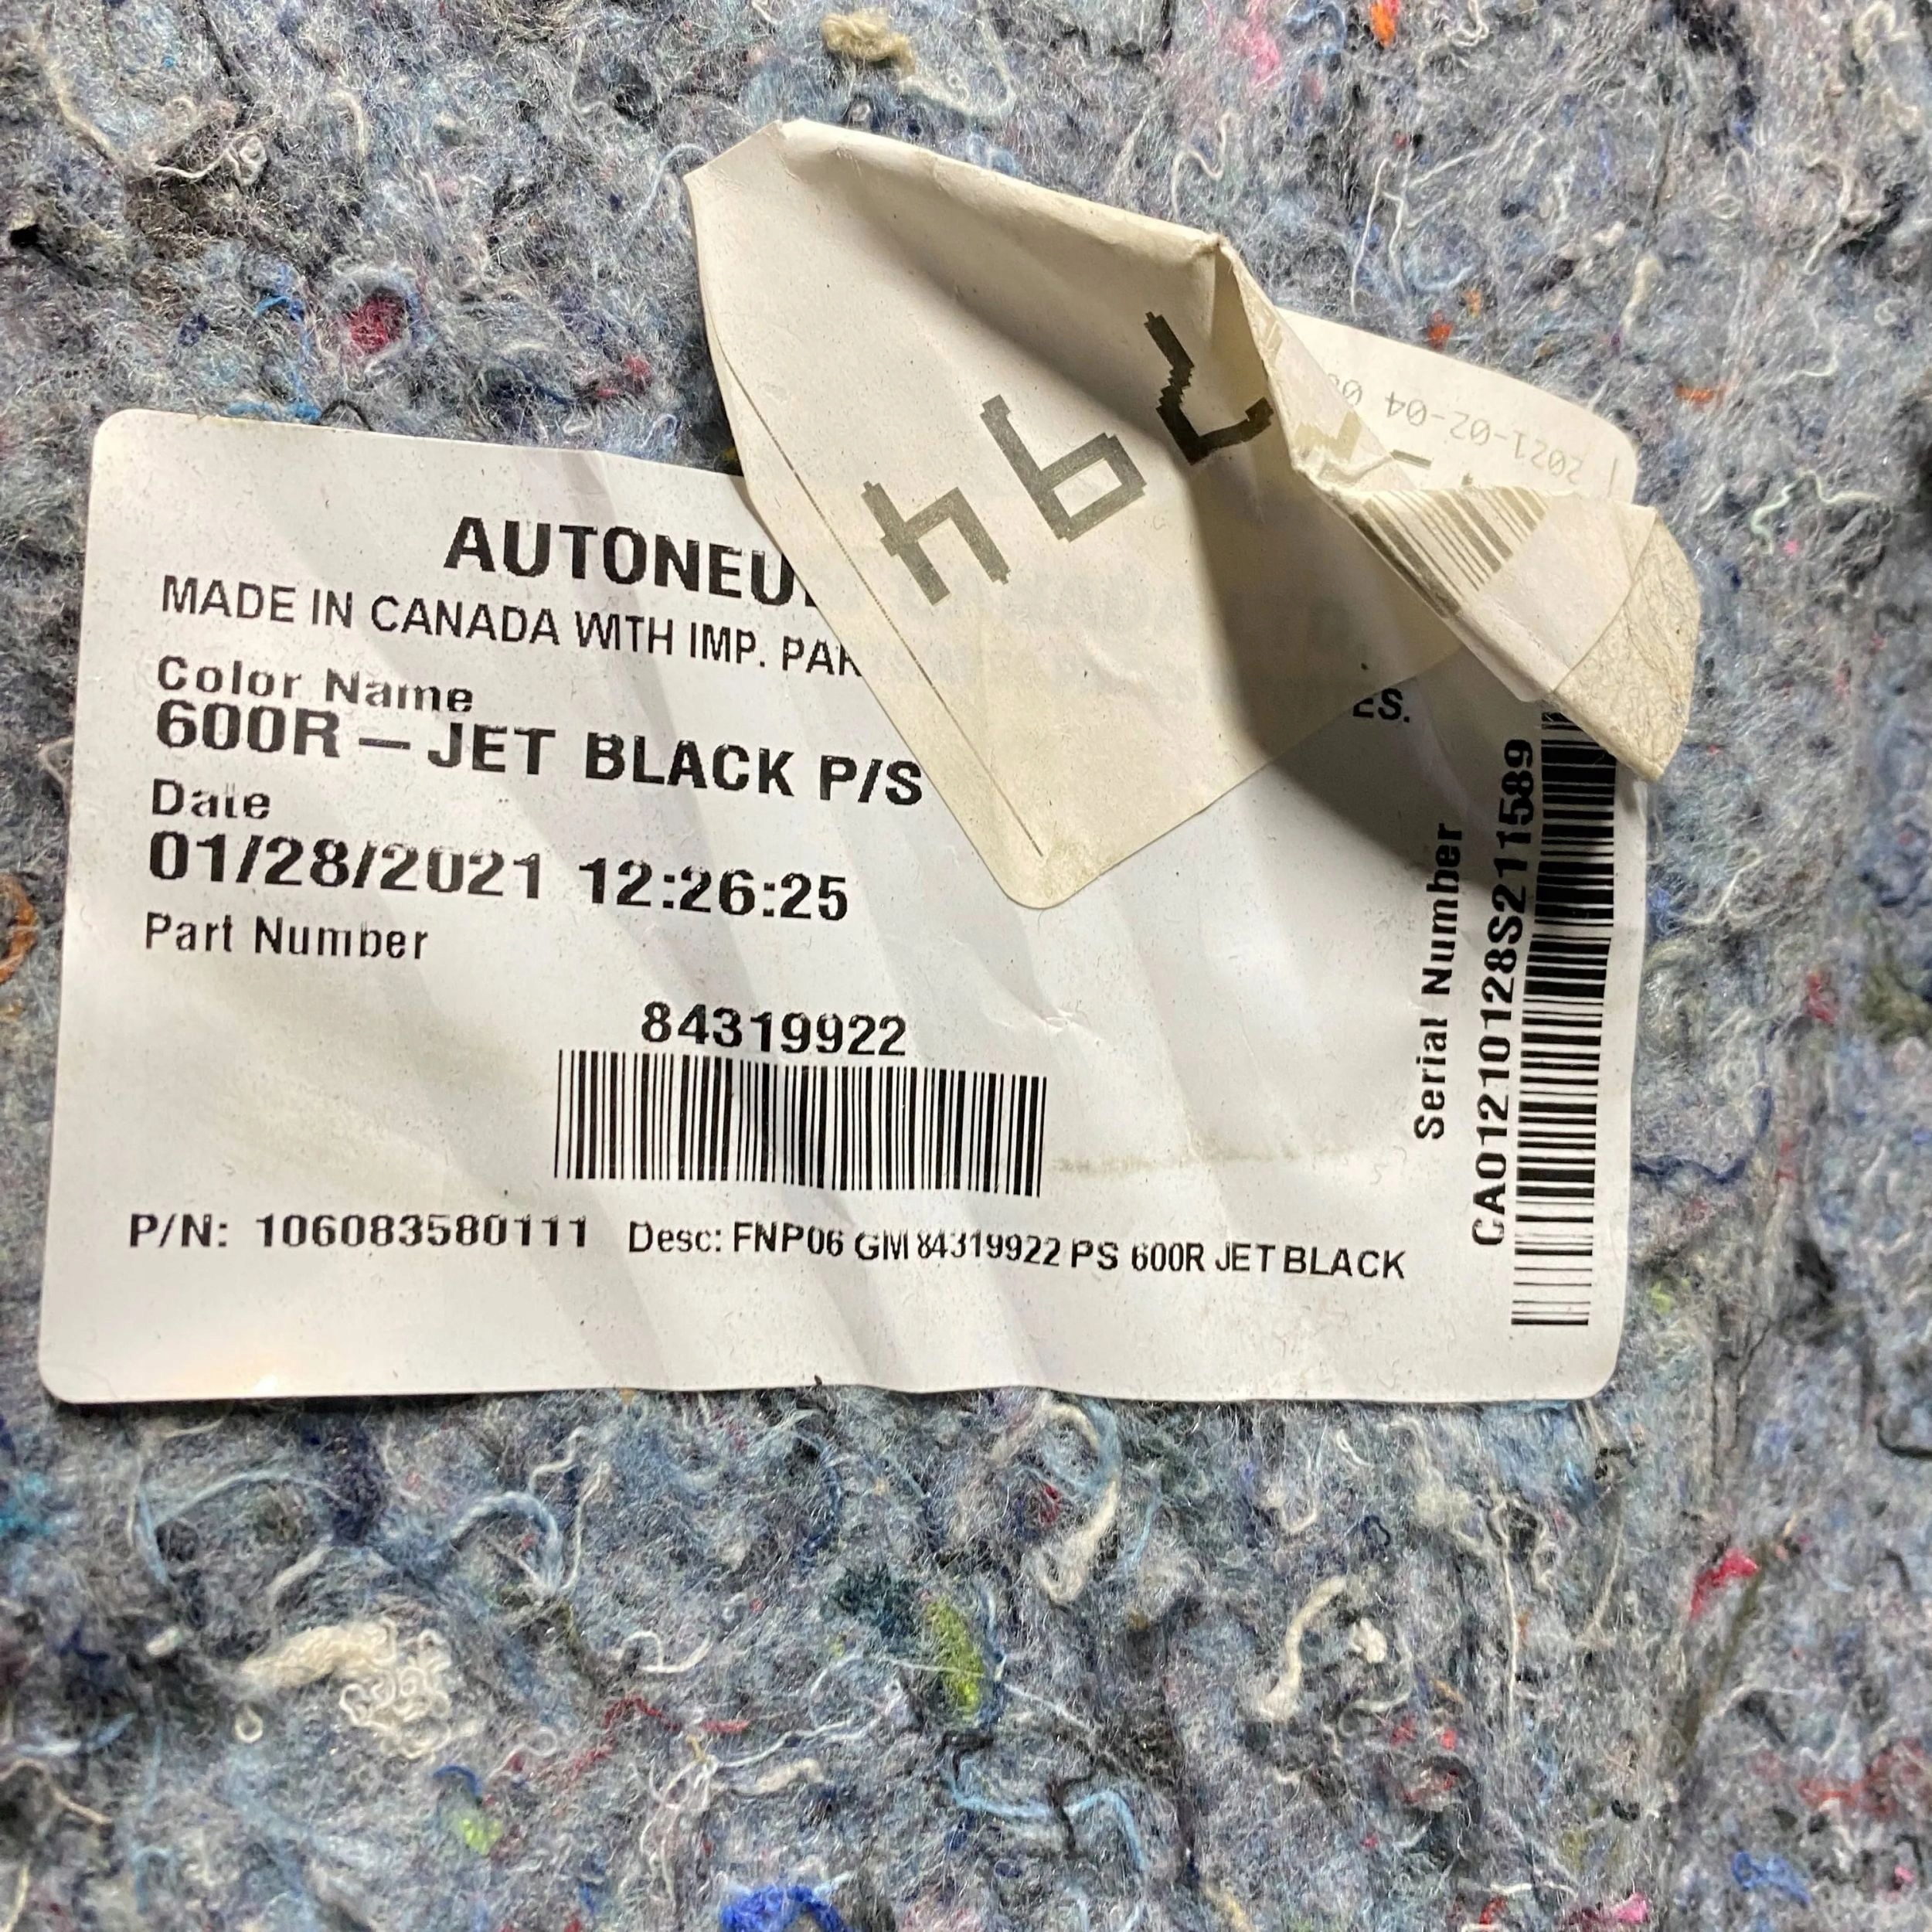 AUTONEU
MADE IN CANADA WITH IMP. PAR
ES.
Color Name
600R – JET BLACK P/S
Date
01/28/2021 12:26:25
Part Number
84319922
P/N: 106083580111 Desc: FNP06 GM 84319922 PS 600R JET BLACK
Serial Number
CA01210128S211589
2021-02-04